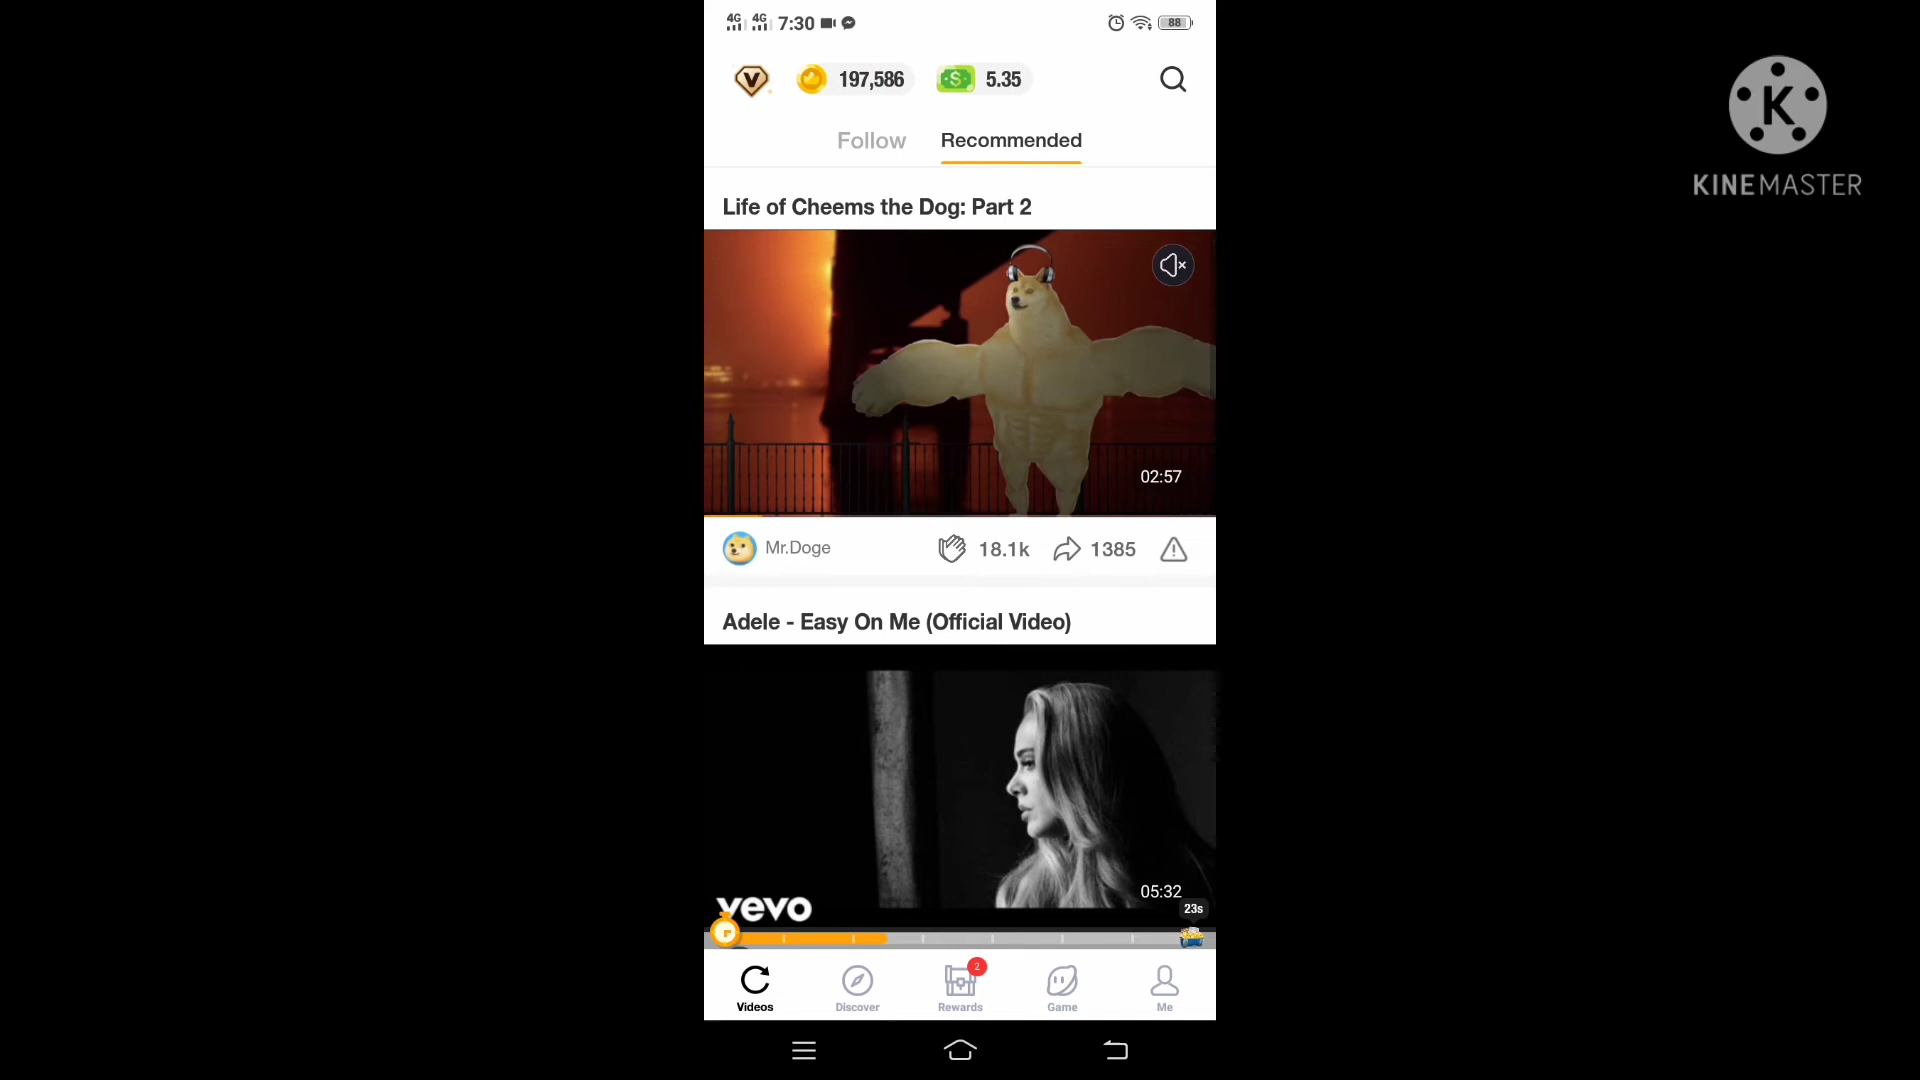 4G 4G 7:30 88
V 197,586 $ 5.35
K
KINEMASTER
Follow Recommended
Life of Cheems the Dog: Part 2
02:57
Mr.Doge 18.1k 1385
Adele - Easy On Me (Official Video)
05:32
vevo
23s
2
Videos Discover Rewards Game Me